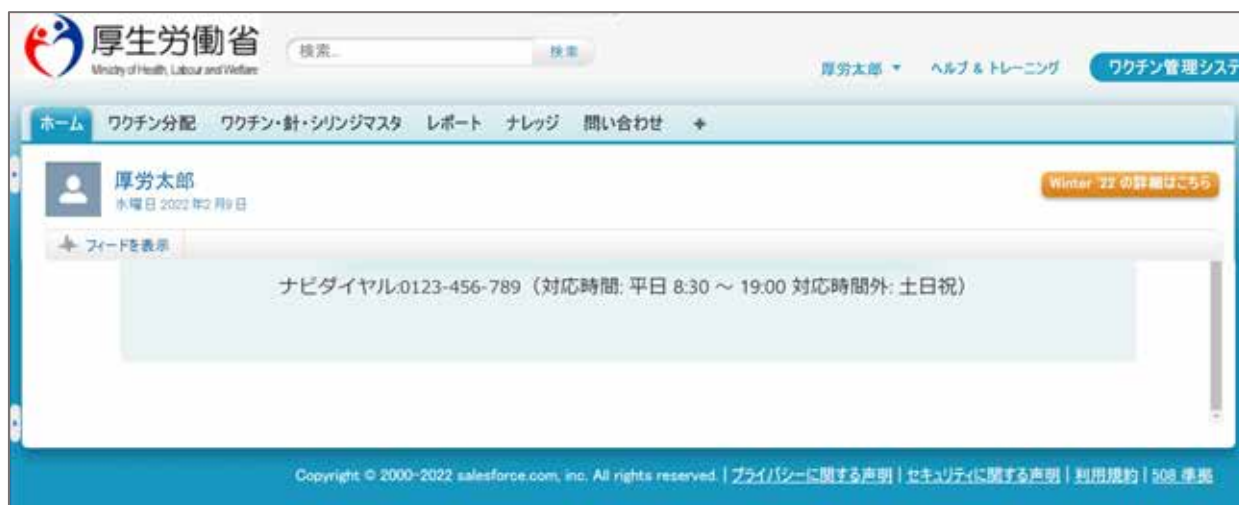 厚生労働省
Ministry of Health, Labour and Welfare
検索...
検索
厚労太郎
ヘルプ & トレーニング
ワクチン管理システ
ホーム ワクチン分配 ワクチン・針・シリンジマスタ レポート ナレッジ 問い合わせ +
厚労太郎
水曜日 2022年2月9日
Winter '22 の詳細はこちら
フィードを表示
ナビダイヤル:0123-456-789（対応時間: 平日 8:30 ～ 19:00 対応時間外: 土日祝）
Copyright © 2000-2022 salesforce.com, inc. All rights reserved. | プライバシーに関する声明 | セキュリティに関する声明 | 利用規約 | 508 準拠